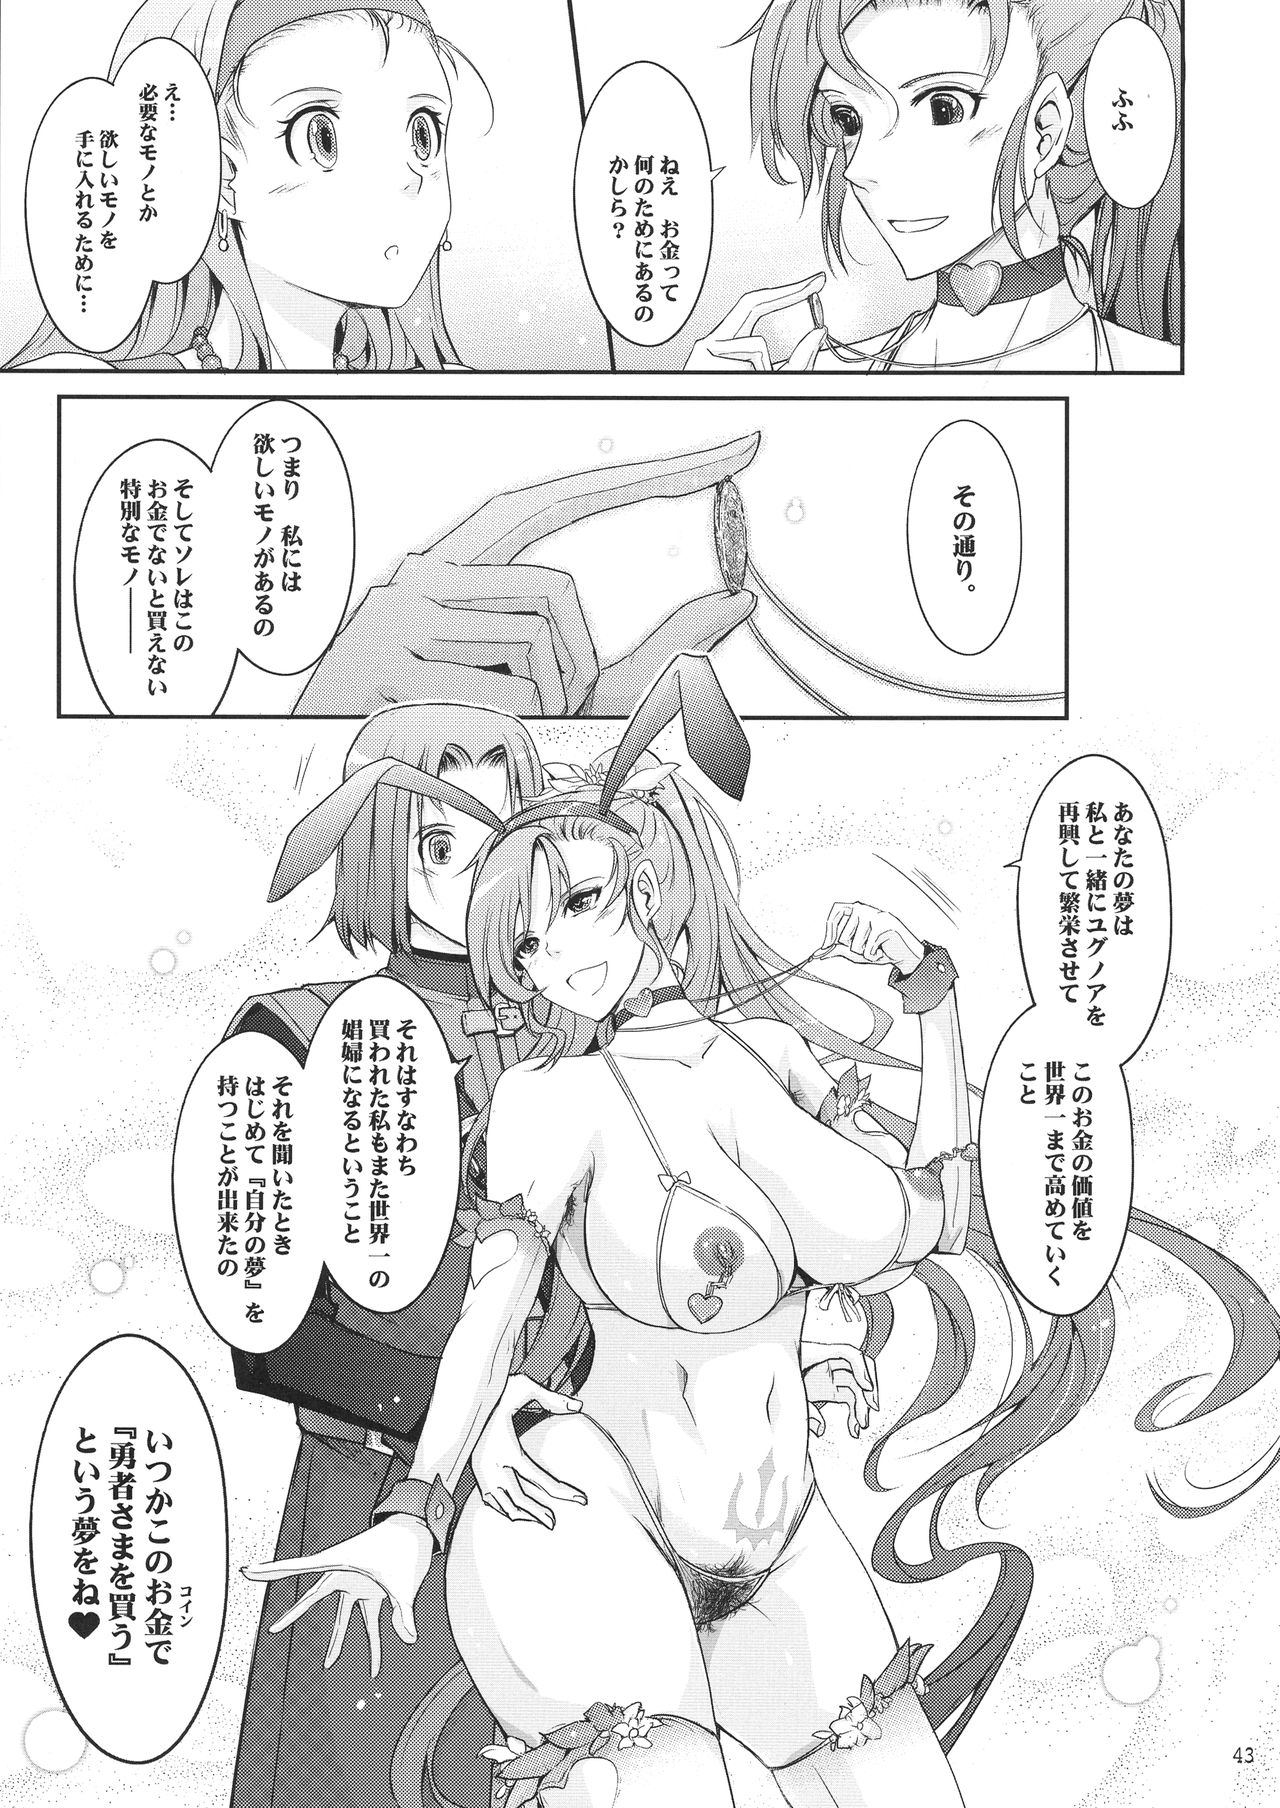 ふふ
ねえ　お金って
何のためにあるの
かしら？
え…
必要なモノとか
欲しいモノを
手に入れるために…
その通り。
つまり　私には
欲しいモノがあるの
そしてソレはこの
お金でないと買えない
特別なモノ――
あなたの夢は
私と一緒にユグノアを
再興して繁栄させて
このお金の価値を
世界一まで高めていく
こと
それはすなわち
買われた私もまた世界一の
娼婦になるということ
それを聞いたとき
はじめて『自分の夢』を
持つことが出来たの
いつかこのお金で
コイン
『勇者さまを買う』
という夢をね♥
43